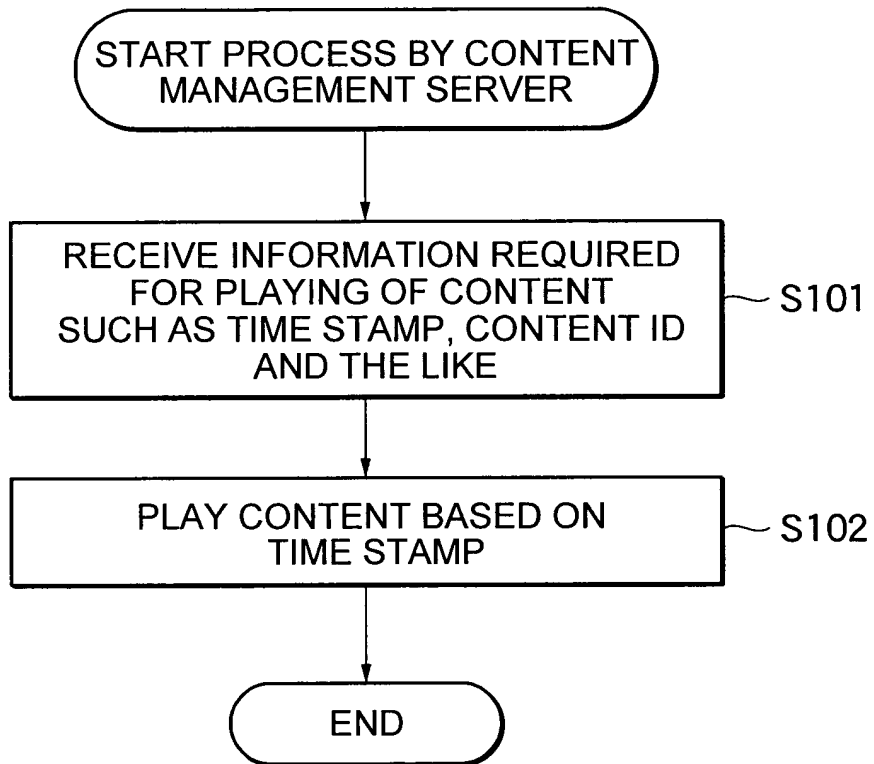 START PROCESS BY CONTENT
MANAGEMENT SERVER
RECEIVE INFORMATION REQUIRED
FOR PLAYING OF CONTENT
SUCH AS TIME STAMP, CONTENT ID
AND THE LIKE
S101
PLAY CONTENT BASED ON
TIME STAMP
S102
END